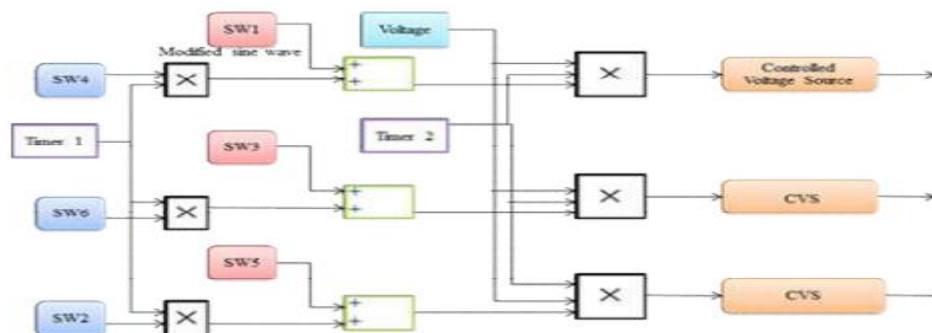 SW1
Voltage
Modified sine wave
SW4
+
+
×
×
Controlled
Voltage Source
Timer 1
Timer 2
SW3
+
+
×
×
CVS
SW6
SW5
+
+
×
×
CVS
SW2